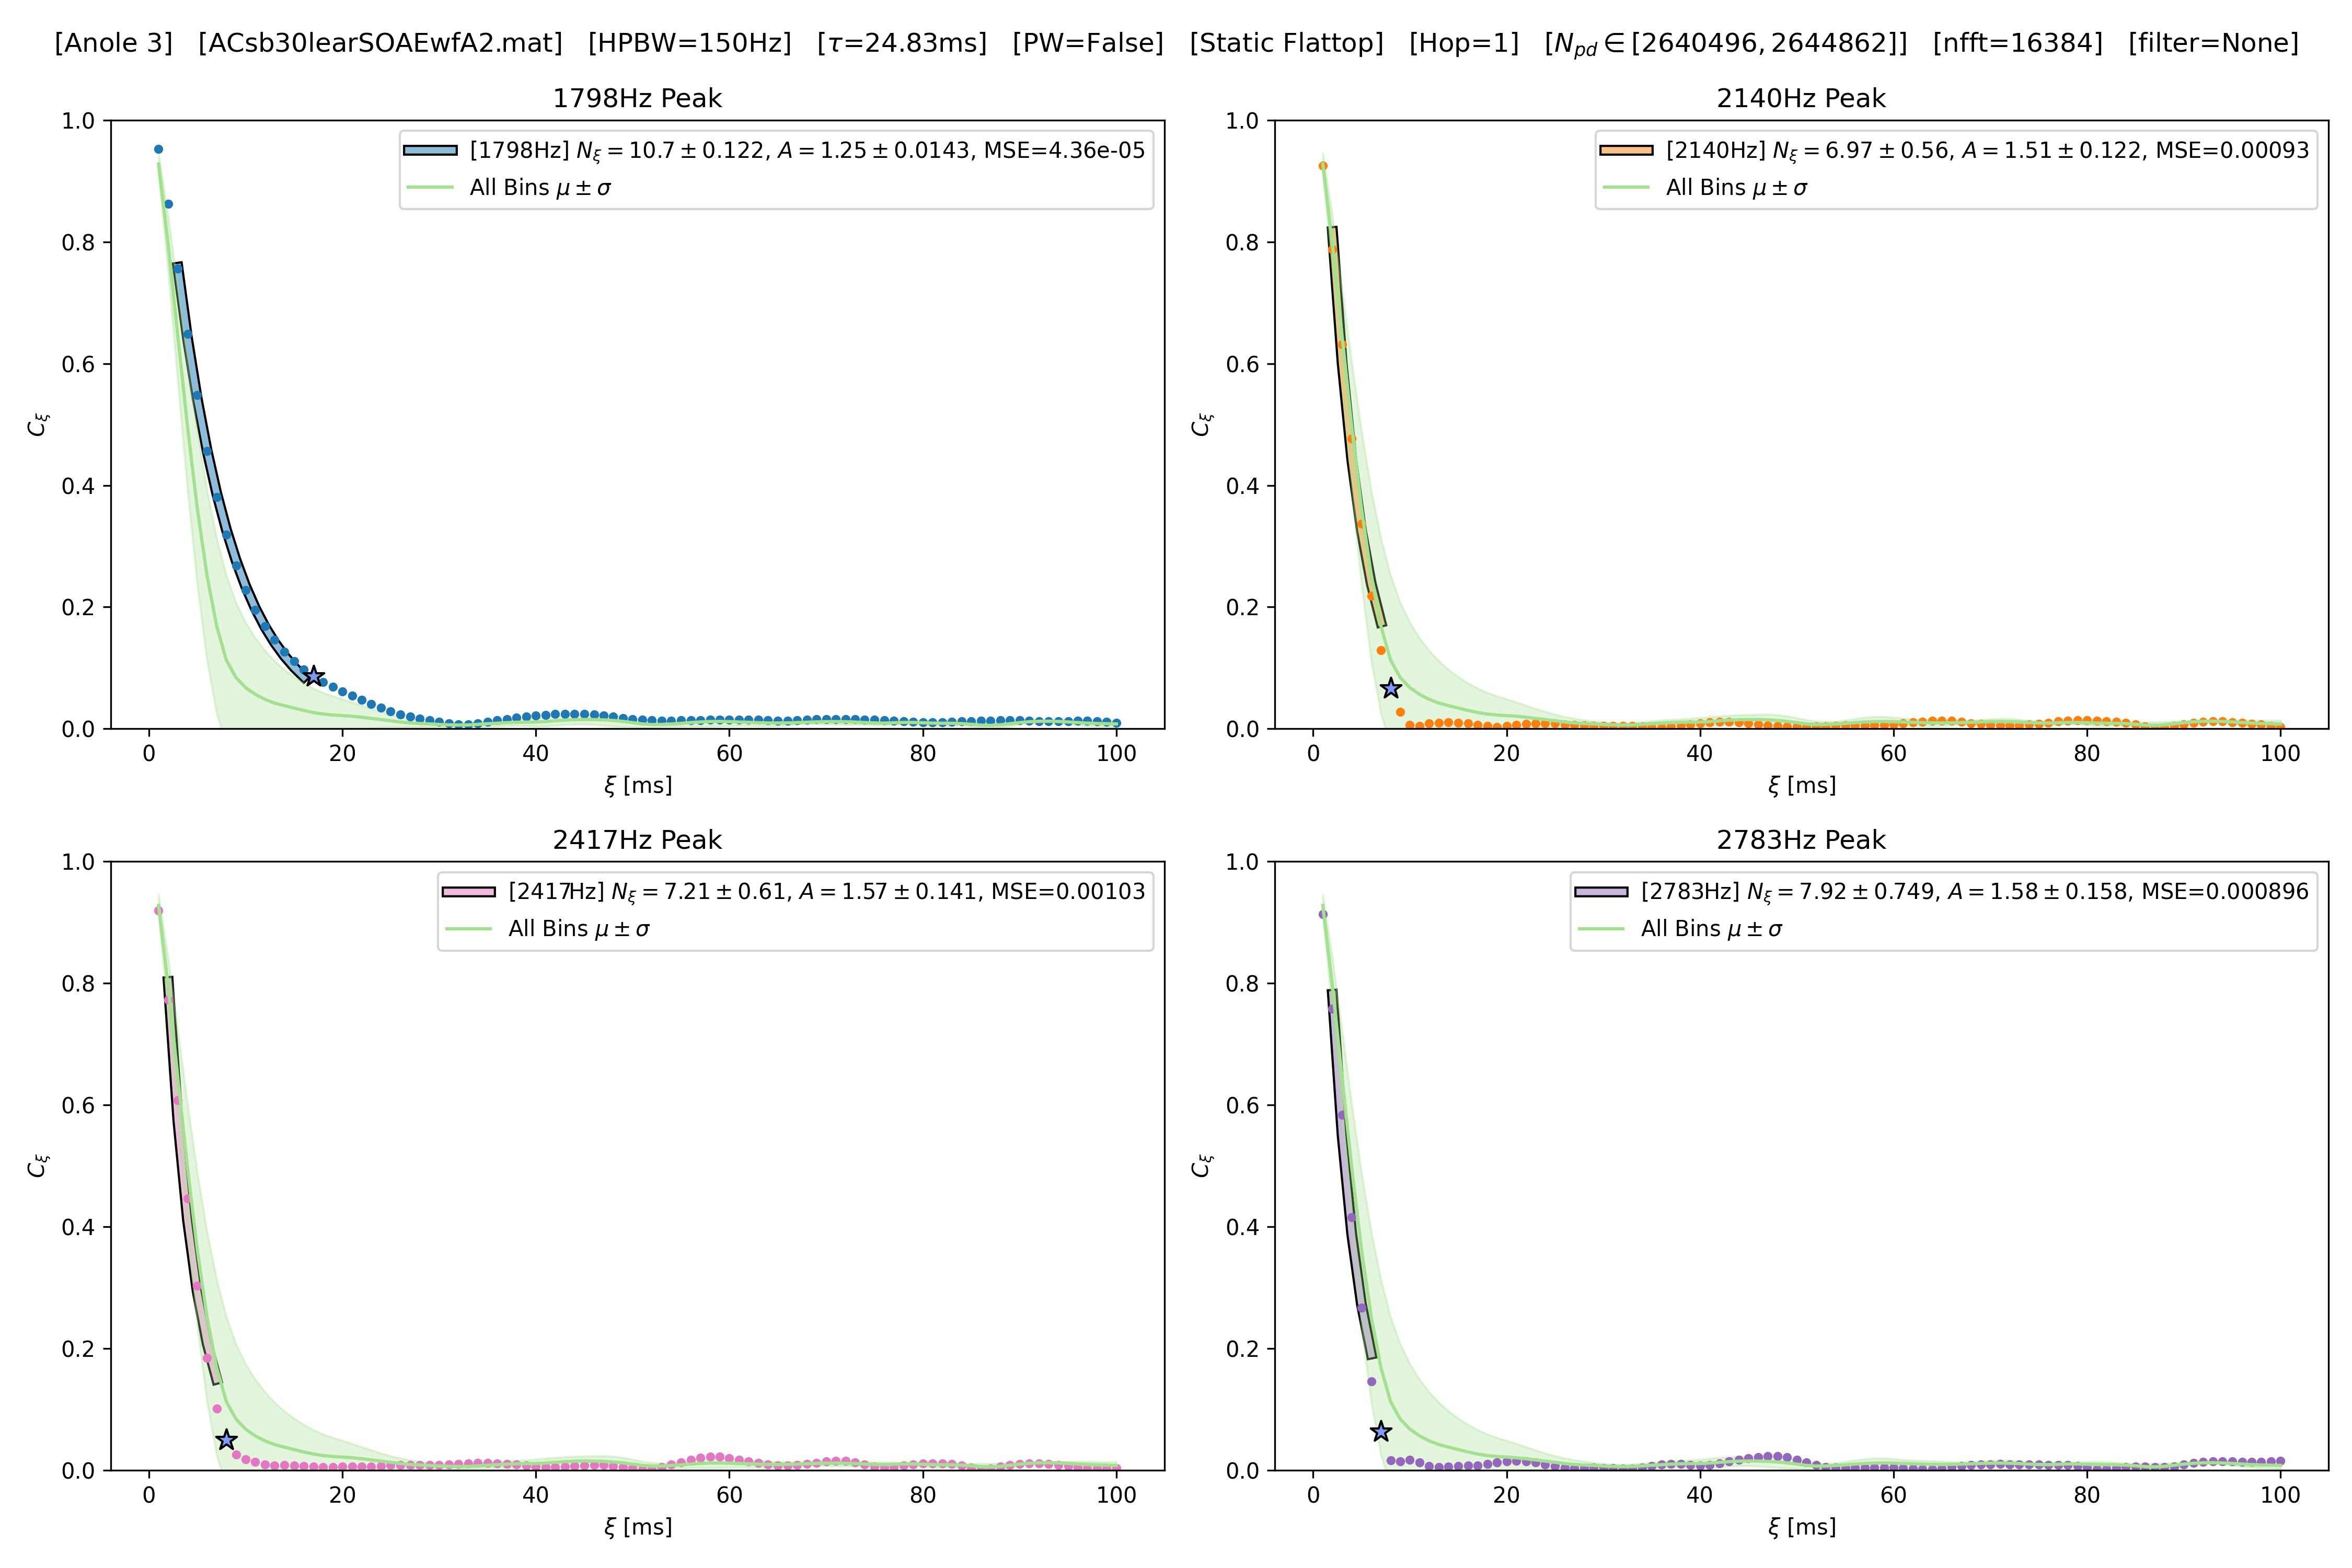 [Anole 3] [ACsb30learSOAEwfA2.mat] [HPBW=150Hz] [τ=24.83ms] [PW=False] [Static Flattop] [Hop=1] [N_pd ∈ [2640496, 2644862]] [nfft=16384] [filter=None]
1798Hz Peak
[1798Hz] N_ξ = 10.7 ± 0.122, A = 1.25 ± 0.0143, MSE=4.36e-05
All Bins μ ± σ
1.0
0.8
0.6
0.4
0.2
0.0
C_ξ
0 20 40 60 80 100
ξ [ms]
2140Hz Peak
[2140Hz] N_ξ = 6.97 ± 0.56, A = 1.51 ± 0.122, MSE=0.00093
All Bins μ ± σ
1.0
0.8
0.6
0.4
0.2
0.0
C_ξ
0 20 40 60 80 100
ξ [ms]
2417Hz Peak
[2417Hz] N_ξ = 7.21 ± 0.61, A = 1.57 ± 0.141, MSE=0.00103
All Bins μ ± σ
1.0
0.8
0.6
0.4
0.2
0.0
C_ξ
0 20 40 60 80 100
ξ [ms]
2783Hz Peak
[2783Hz] N_ξ = 7.92 ± 0.749, A = 1.58 ± 0.158, MSE=0.000896
All Bins μ ± σ
1.0
0.8
0.6
0.4
0.2
0.0
C_ξ
0 20 40 60 80 100
ξ [ms]